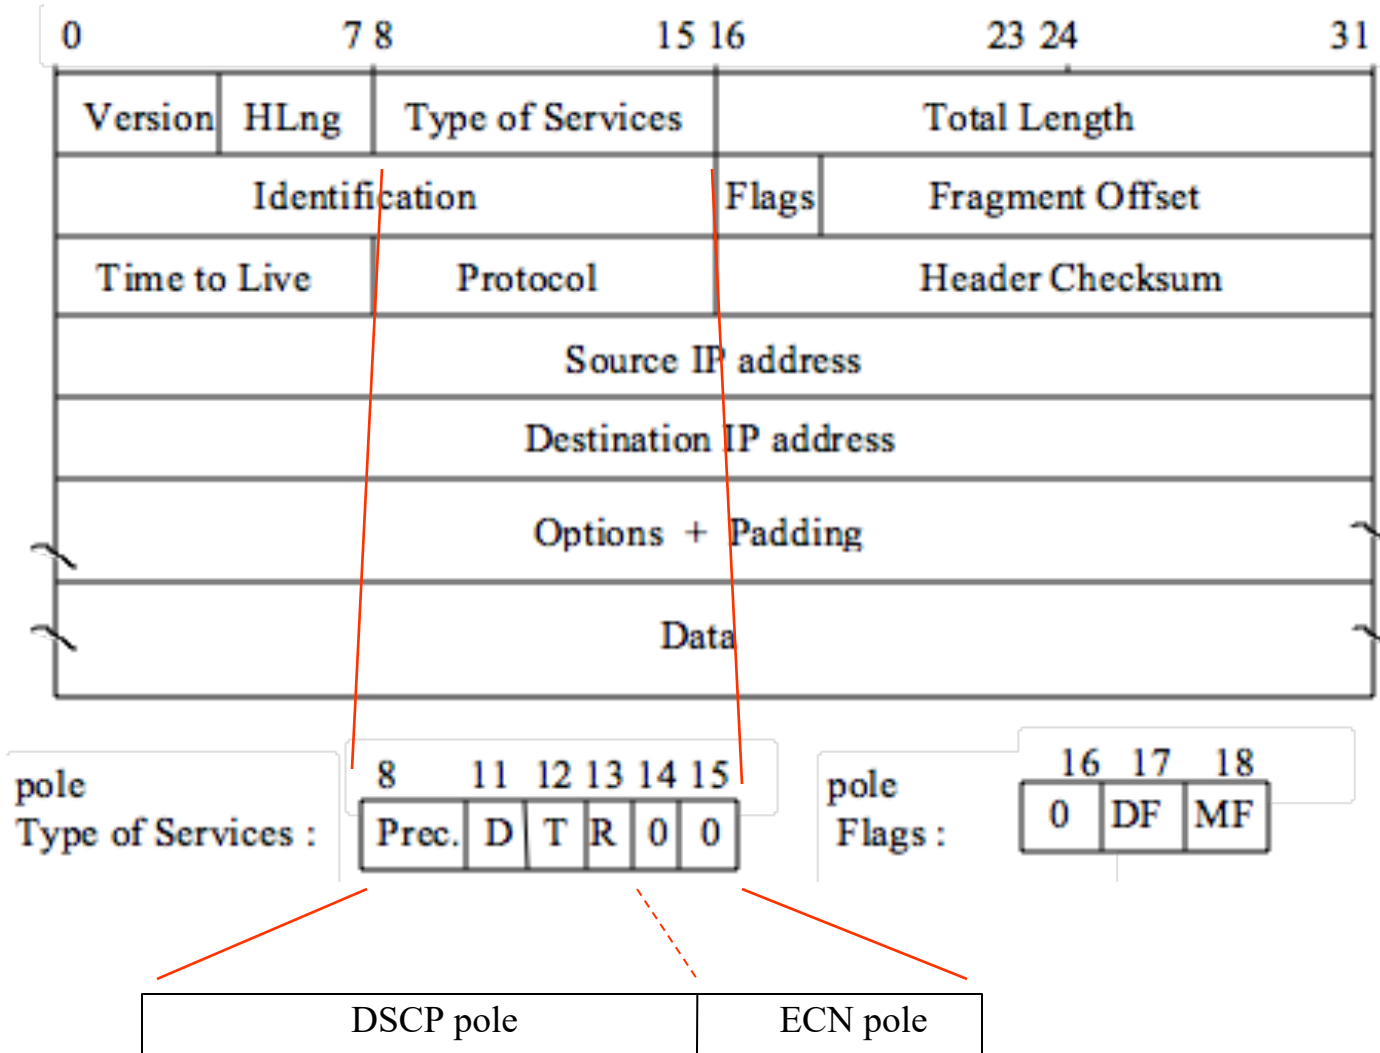 0 7 8 15 16 23 24 31
Version HLng Type of Services Total Length
Identification Flags Fragment Offset
Time to Live Protocol Header Checksum
Source IP address
Destination IP address
Options + Padding
Data
pole
Type of Services :
8 11 12 13 14 15
Prec. D T R 0 0
pole
Flags :
16 17 18
0 DF MF
DSCP pole ECN pole